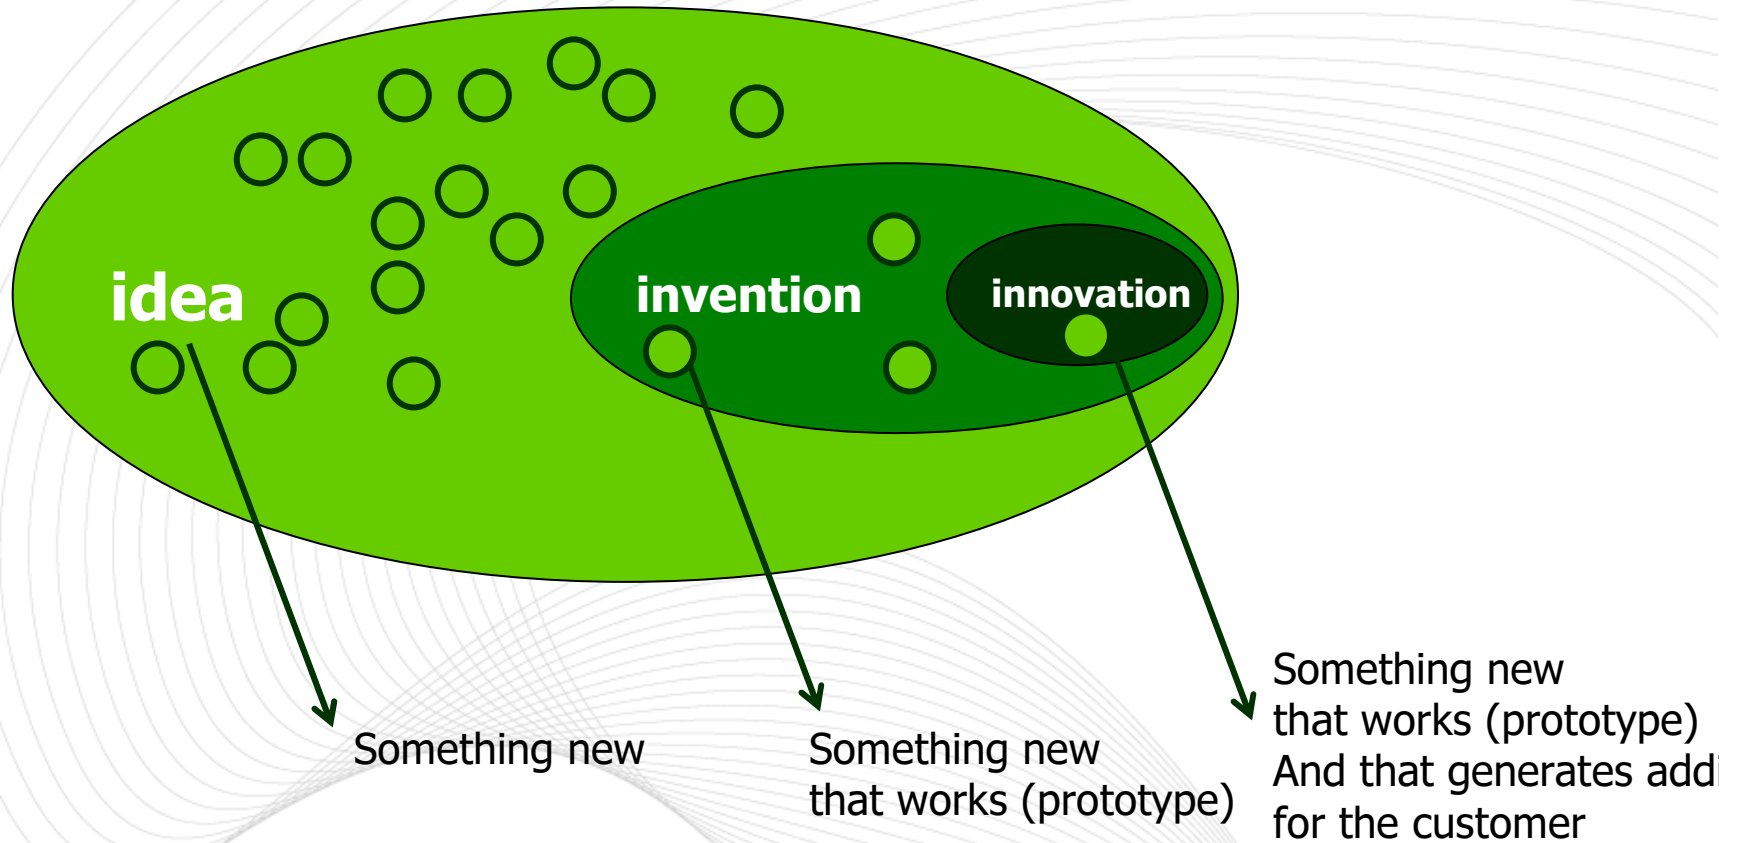 idea
invention
innovation
Something new
Something new
that works (prototype)
Something new
that works (prototype)
And that generates
for the customer